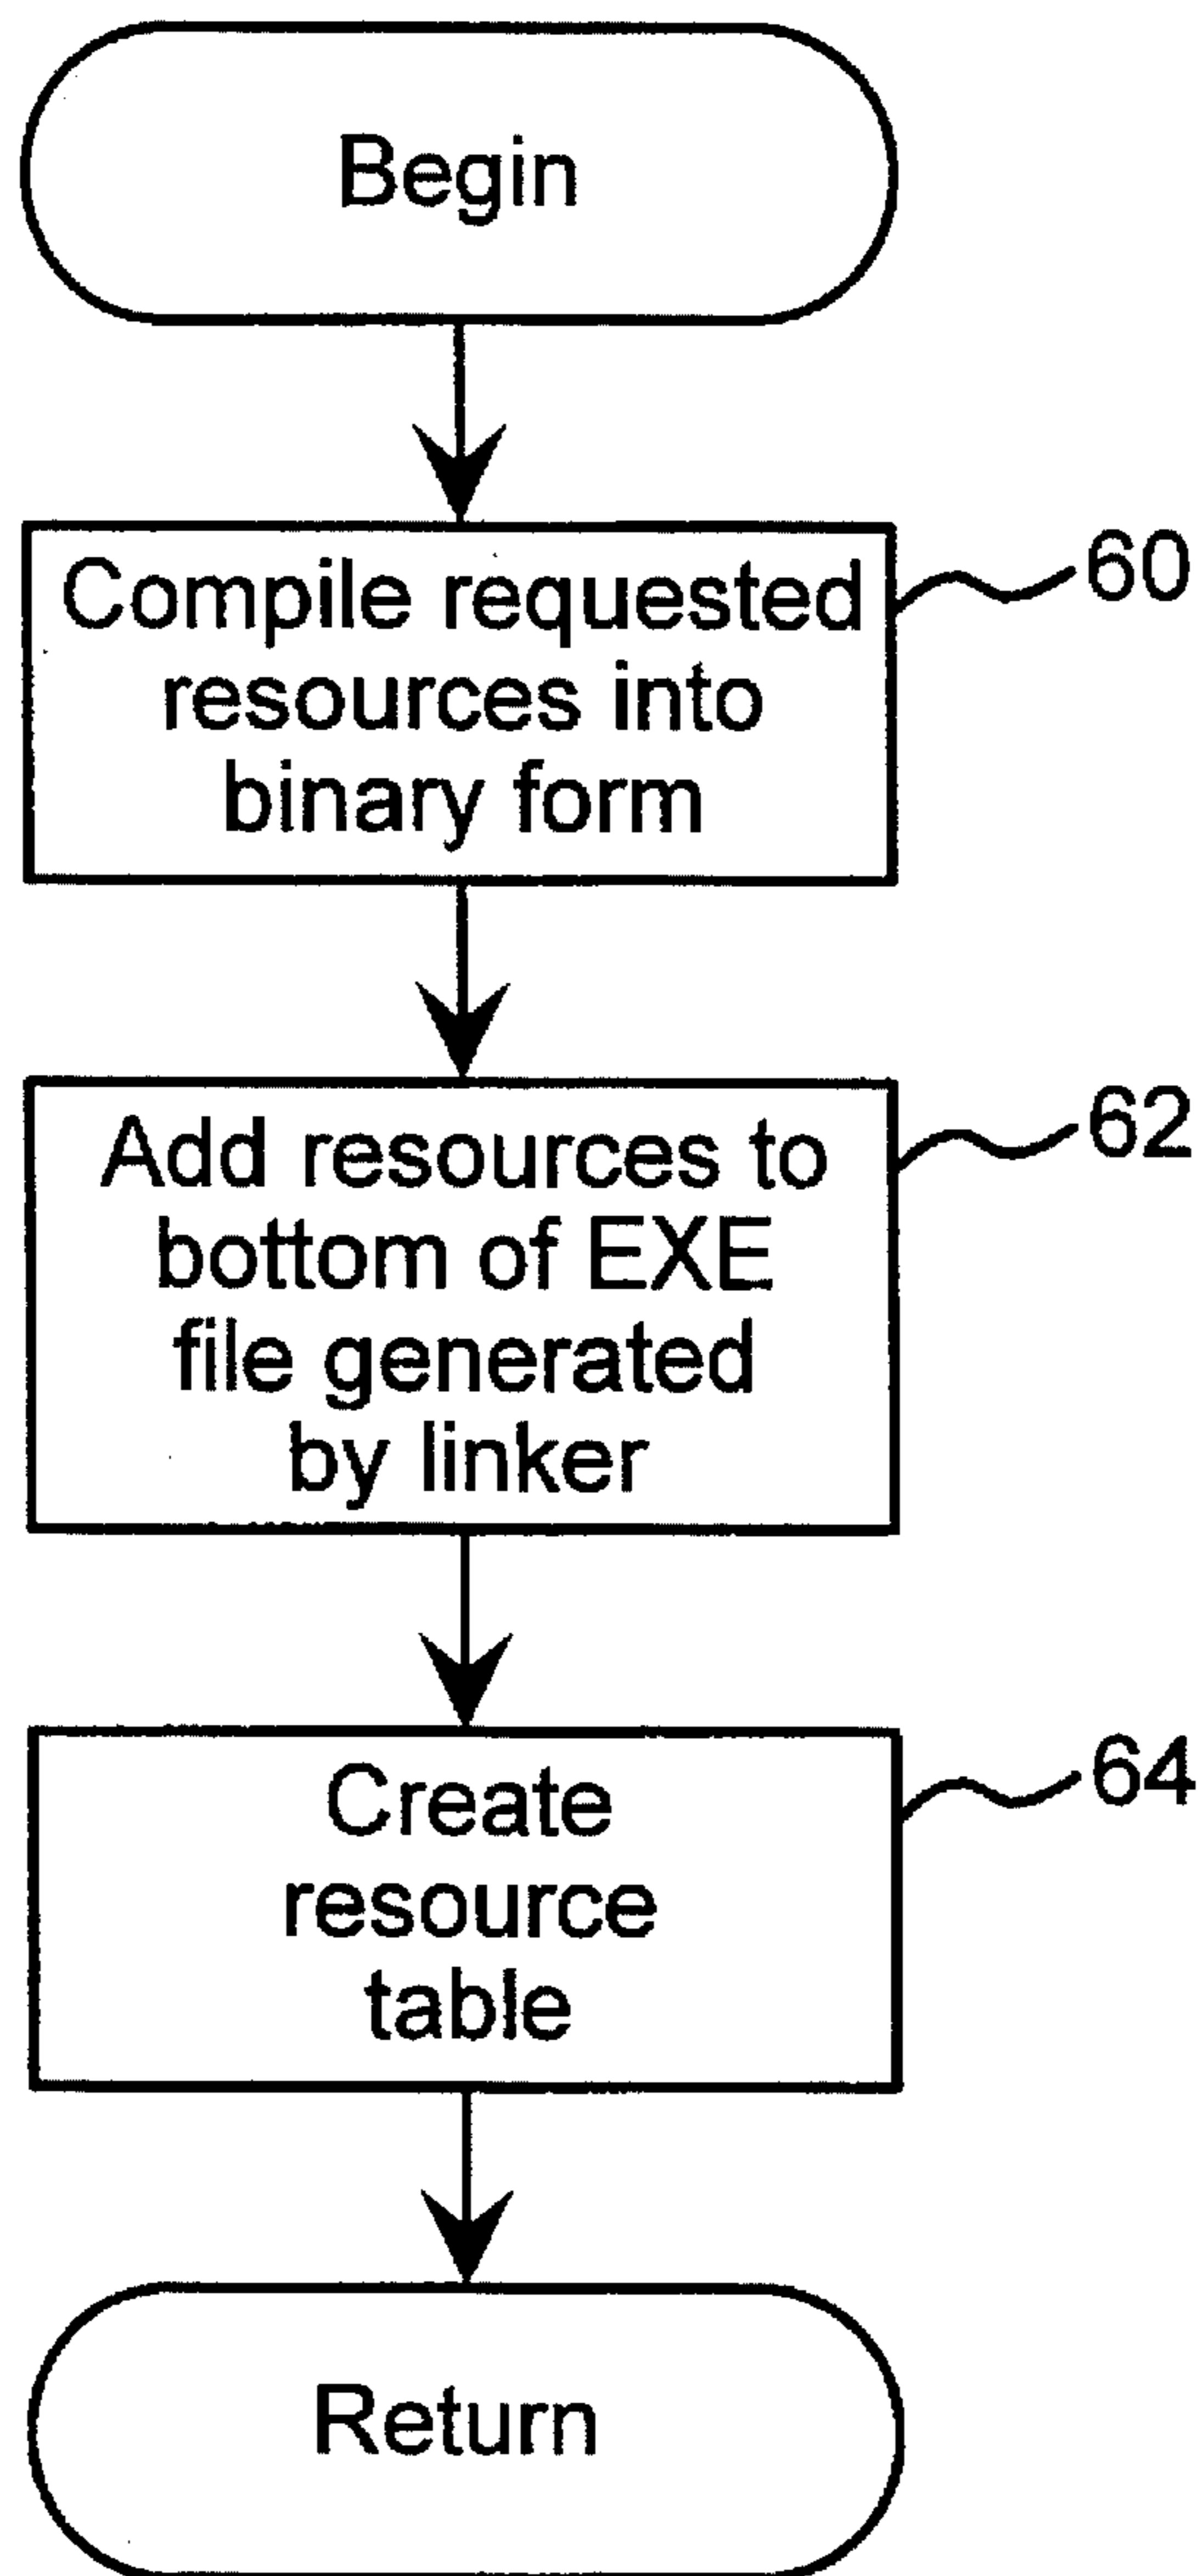 Begin
Compile requested
resources into
binary form
60
Add resources to
bottom of EXE
file generated
by linker
62
Create
resource
table
64
Return